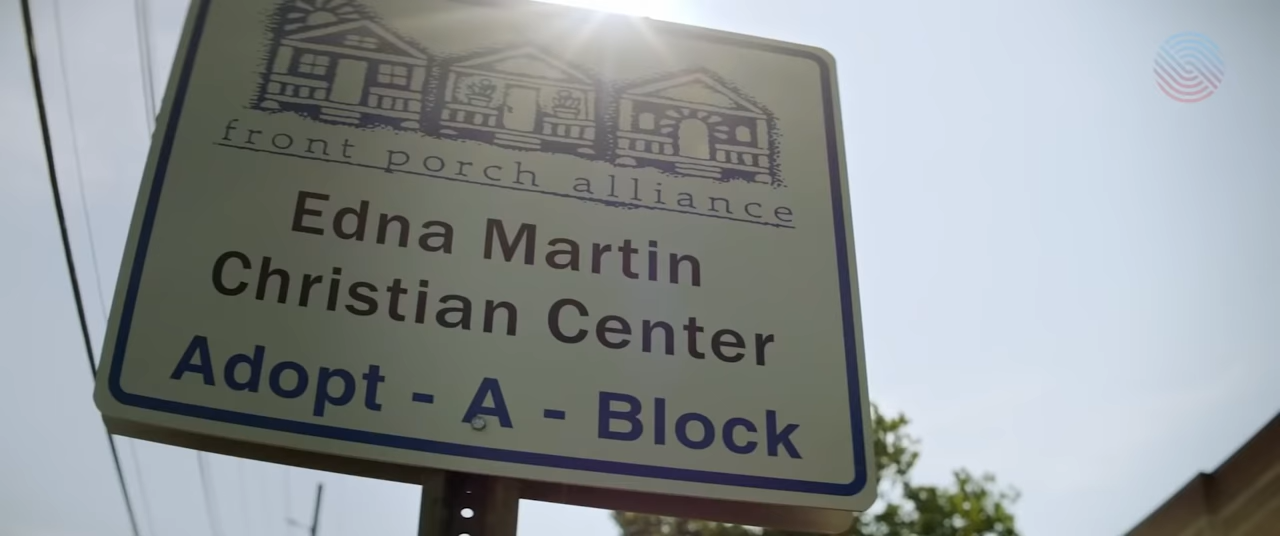 front porch alliance
Edna Martin
Christian Center
Adopt - A - Block